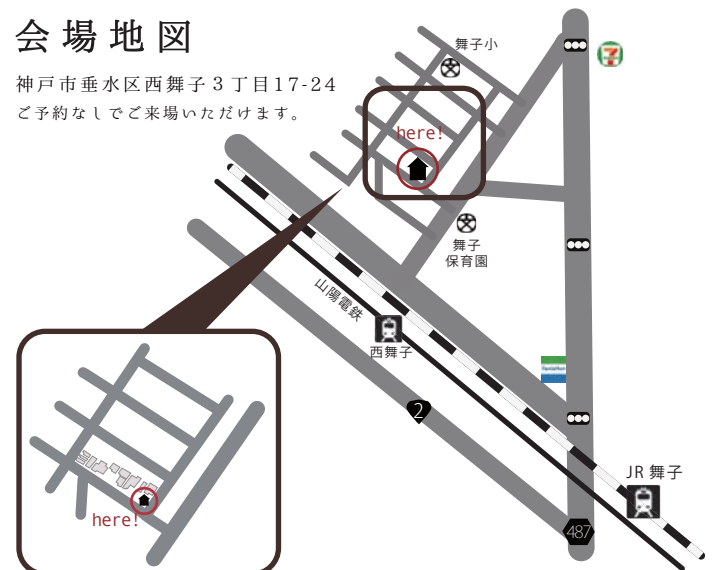 会場地図
神戸市垂水区西舞子３丁目17-24
ご予約なしでご来場いただけます。
舞子小
7
here!
舞子
保育園
山陽電鉄
西舞子
FamilyMart
2
JR 舞子
487
here!